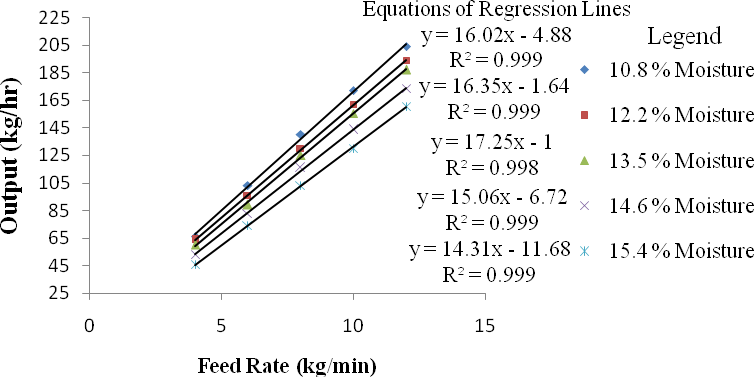 Equations of Regression Lines
y = 16.02x - 4.88
R² = 0.999
y = 16.35x - 1.64
R² = 0.999
y = 17.25x - 1
R² = 0.998
y = 15.06x - 6.72
R² = 0.999
y = 14.31x - 11.68
R² = 0.999
Legend
10.8 % Moisture
12.2 % Moisture
13.5 % Moisture
14.6 % Moisture
15.4 % Moisture
Output (kg/hr)
225
205
185
165
145
125
105
85
65
45
25
0
5
10
15
Feed Rate (kg/min)